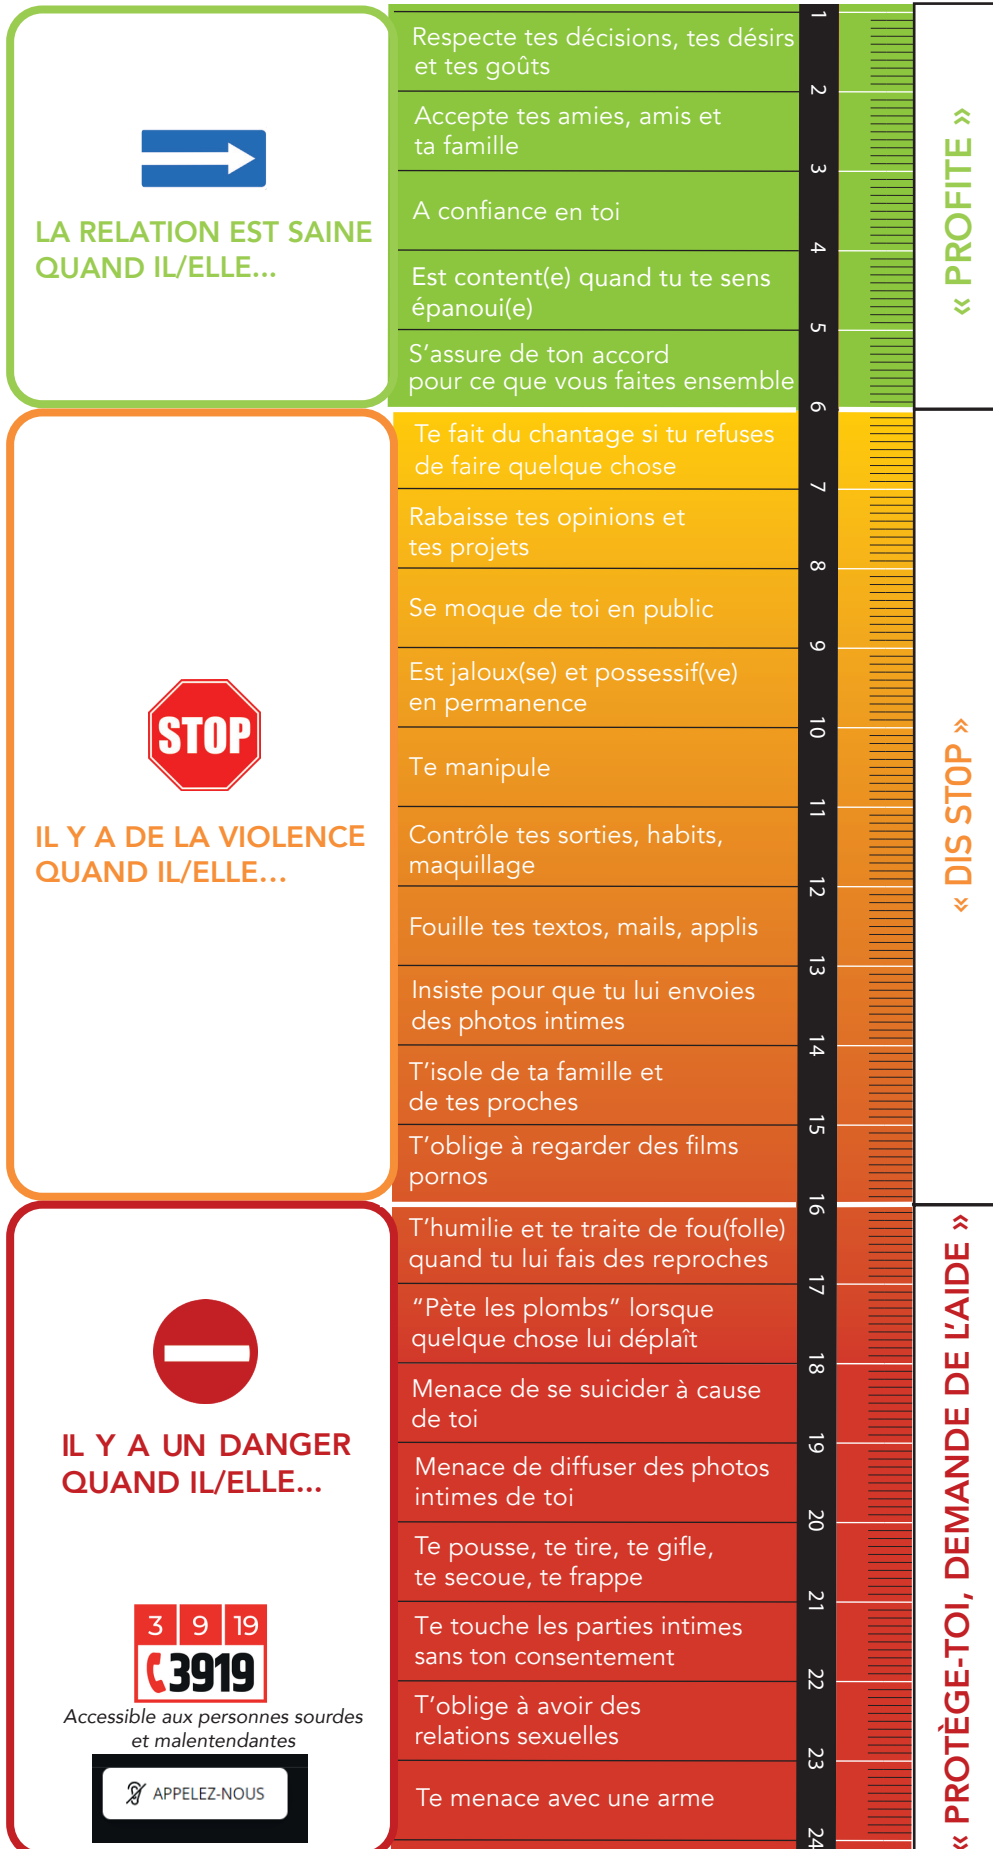 LA RELATION EST SAINE
QUAND IL/ELLE...
1
Respecte tes décisions, tes désirs
et tes goûts
2
Accepte tes amies, amis et
ta famille
3
A confiance en toi
4
Est content(e) quand tu te sens
épanoui(e)
5
S'assure de ton accord
pour ce que vous faites ensemble
6
« PROFITE »
STOP
IL Y A DE LA VIOLENCE
QUAND IL/ELLE...
Te fait du chantage si tu refuses
de faire quelque chose
7
Rabaisse tes opinions et
tes projets
8
Se moque de toi en public
9
Est jaloux(se) et possessif(ve)
en permanence
10
Te manipule
11
Contrôle tes sorties, habits,
maquillage
12
Fouille tes textos, mails, applis
13
Insiste pour que tu lui envoies
des photos intimes
14
T'isole de ta famille et
de tes proches
15
T'oblige à regarder des films
pornos
16
« DIS STOP »
IL Y A UN DANGER
QUAND IL/ELLE...
3 9 19
3919
Accessible aux personnes sourdes
et malentendantes
APPELEZ-NOUS
T'humilie et te traite de fou(folle)
quand tu lui fais des reproches
17
"Pète les plombs" lorsque
quelque chose lui déplaît
18
Menace de se suicider à cause
de toi
19
Menace de diffuser des photos
intimes de toi
20
Te pousse, te tire, te gifle,
te secoue, te frappe
21
Te touche les parties intimes
sans ton consentement
22
T'oblige à avoir des
relations sexuelles
23
Te menace avec une arme
24
« PROTÈGE-TOI, DEMANDE DE L'AIDE »